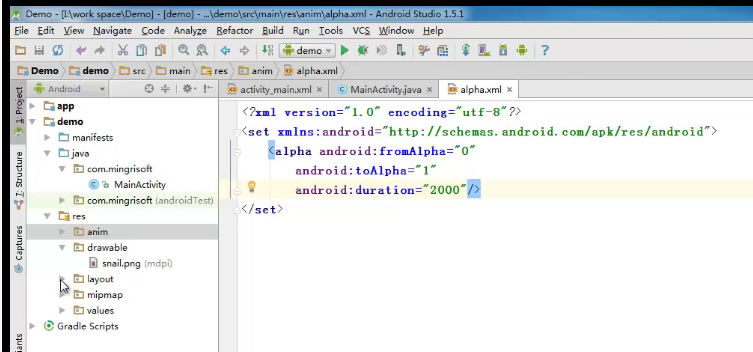 Demo - [I:\work space\Demo] - [demo] - ...\demo\src\main\res\anim\alpha.xml - Android Studio 1.5.1
File Edit View Navigate Code Analyze Refactor Build Run Tools VCS Window Help
demo
Demo demo src main res anim alpha.xml
Android activity_main.xml MainActivity.java alpha.xml
1: Project
7: Structure
Captures
app
demo
manifests
java
com.mingrisoft
MainActivity
com.mingrisoft (androidTest)
res
anim
drawable
snail.png (mdpi)
layout
mipmap
values
Gradle Scripts
<?xml version="1.0" encoding="utf-8"?>
<set xmlns:android="http://schemas.android.com/apk/res/android">
<alpha android:fromAlpha="0"
android:toAlpha="1"
android:duration="2000"/>
</set>